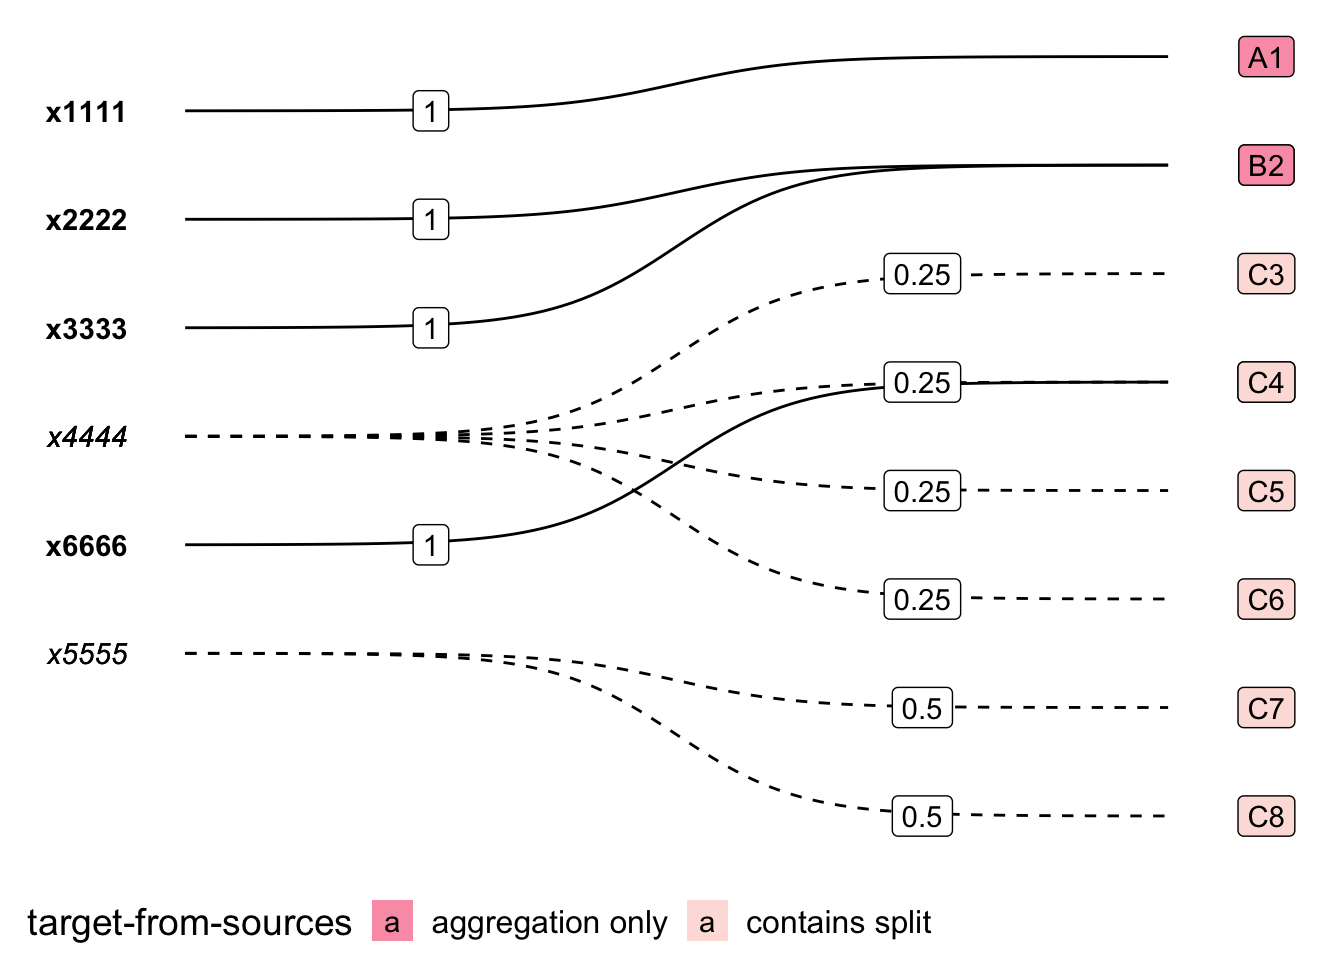 A1
x1111
1
B2
x2222
1
C3
0.25
x3333
1
C4
0.25
x4444
C5
0.25
x6666
1
C6
0.25
x5555
C7
0.5
C8
0.5
target-from-sources a aggregation only a contains split